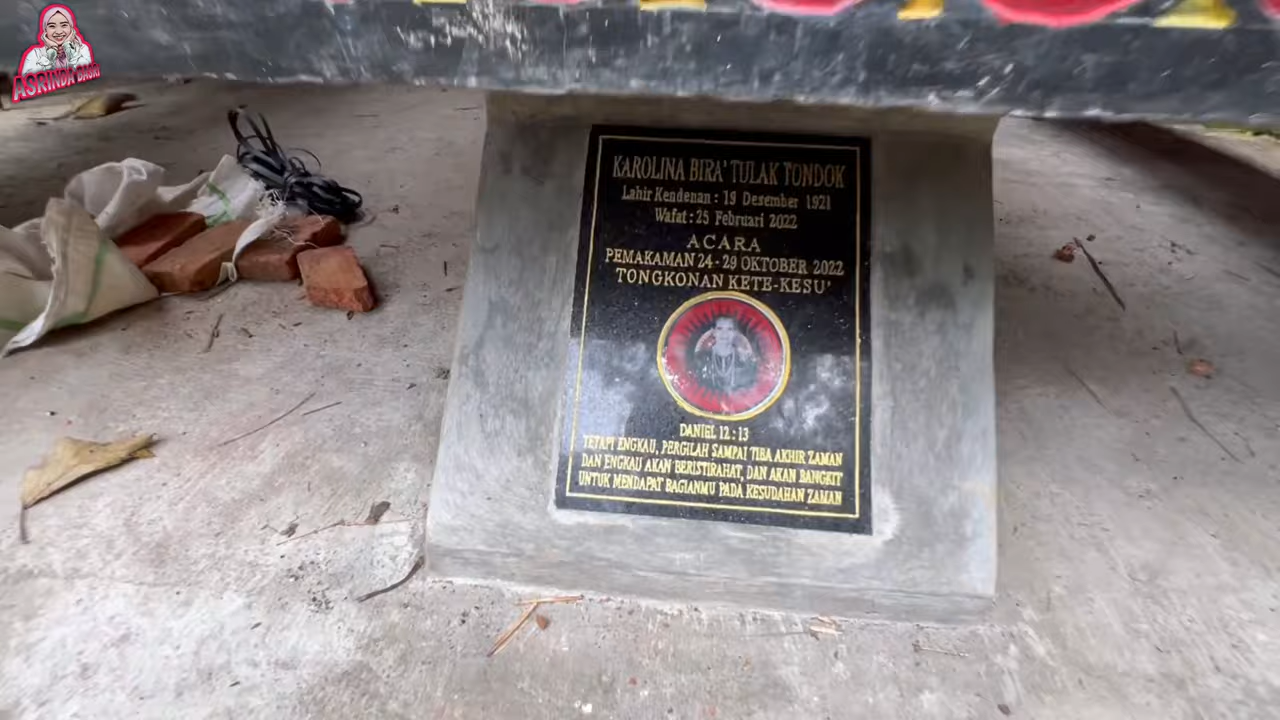 ASRINDA DASRI
KAROLINA BIRA' TULAK TONDOK
Lahir Kendenan : 19 Desember 1921
Wafat : 25 Februari 2022
ACARA
PEMAKAMAN 24 - 29 OKTOBER 2022
TONGKONAN KETE-KESU'
DANIEL 12 : 13
TETAPI ENGKAU, PERGILAH SAMPAI TIBA AKHIR ZAMAN
DAN ENGKAU AKAN BERISTIRAHAT, DAN AKAN BANGKIT
UNTUK MENDAPAT BAGIANMU PADA KESUDAHAN ZAMAN